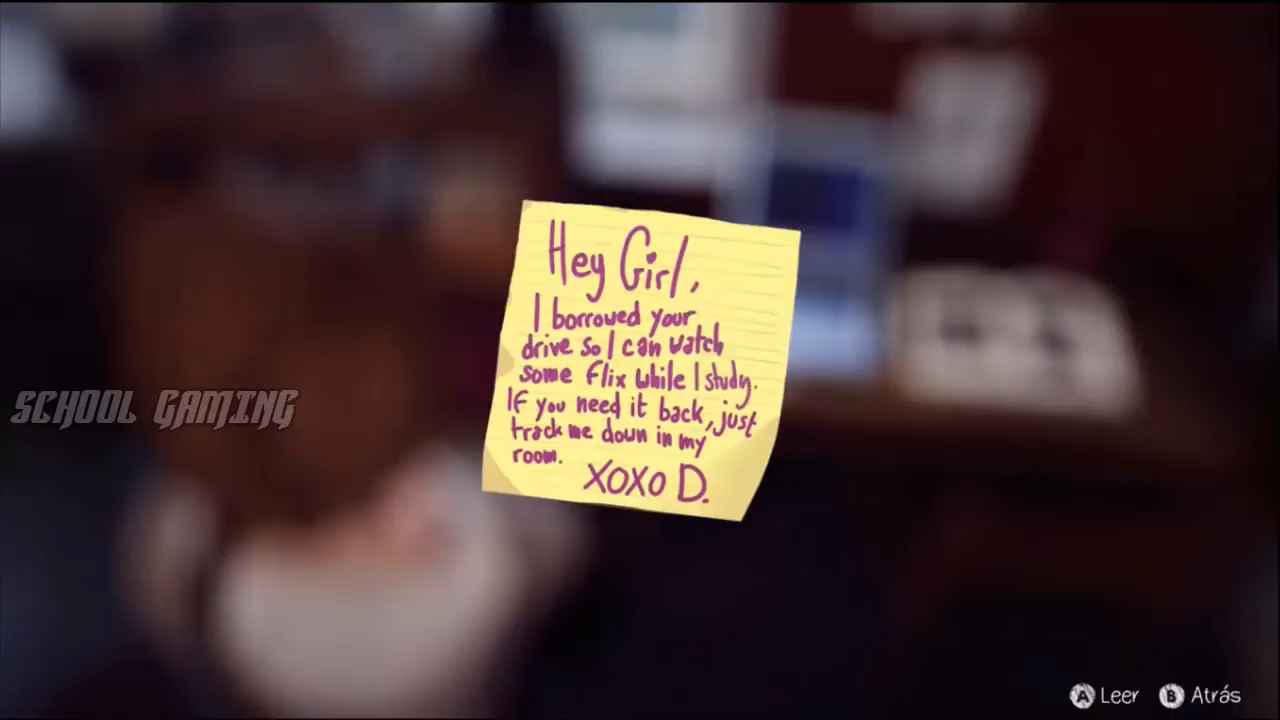 Hey Girl,
I borrowed your
drive so I can watch
some flix while I study.
If you need it back, just
track me down in my
room.
XOXO D.
SCHOOL GAMING
A Leer B Atrás